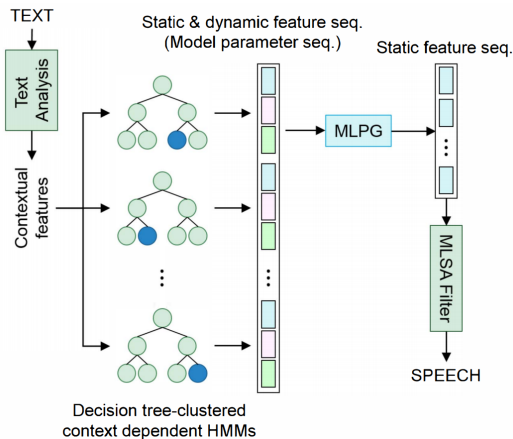 TEXT
Text
Analysis
Contextual
features
Static & dynamic feature seq.
(Model parameter seq.)
Decision tree-clustered
context dependent HMMs
MLPG
Static feature seq.
MLSA Filter
SPEECH